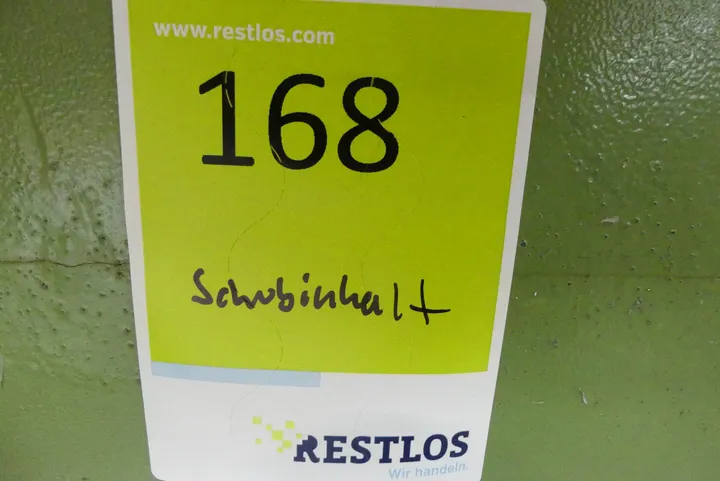 www.restlos.com
168
Schubinhalt
RESTLOS
Wir handeln.